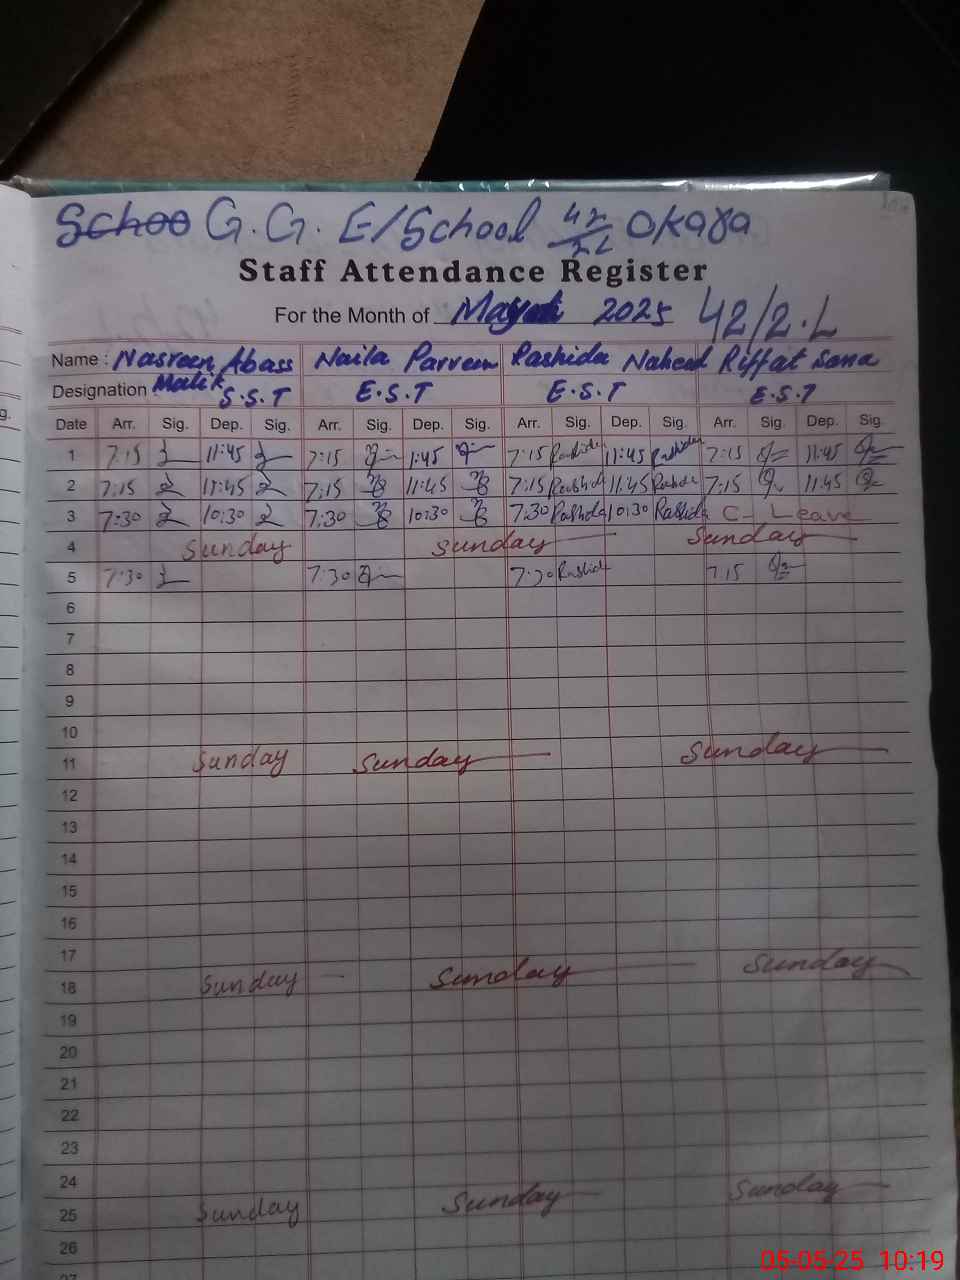 Schoo G.G. E/School 42/2L Okara
Staff Attendance Register
For the Month of May 2025 42/2.L
Name : Nasreen Abass Naila Parveen Rashida Naheed Riffat Sana
Designation Malik S.S.T E.S.T E.S.T E.S.T
Date Arr. Sig. Dep. Sig. Arr. Sig. Dep. Sig. Arr. Sig. Dep. Sig. Arr. Sig. Dep. Sig.
1 7:15 11:45 7:15 1:45 7:15 Rashida 11:45 Rashida 7:15 11:45
2 7:15 11:45 7:15 11:45 7:15 Rashida 11:45 Rashida 7:15 11:45
3 7:30 10:30 7:30 10:30 7:30 Rashida 10:30 Rashida C- Leave
4 Sunday Sunday Sunday
5 7:30 7:30 7:30 Rashida 7:15
6
7
8
9
10
11 Sunday Sunday Sunday
12
13
14
15
16
17
18 Sunday Sunday Sunday
19
20
21
22
23
24
25 Sunday Sunday Sunday
26
27
05-05-25 10:19